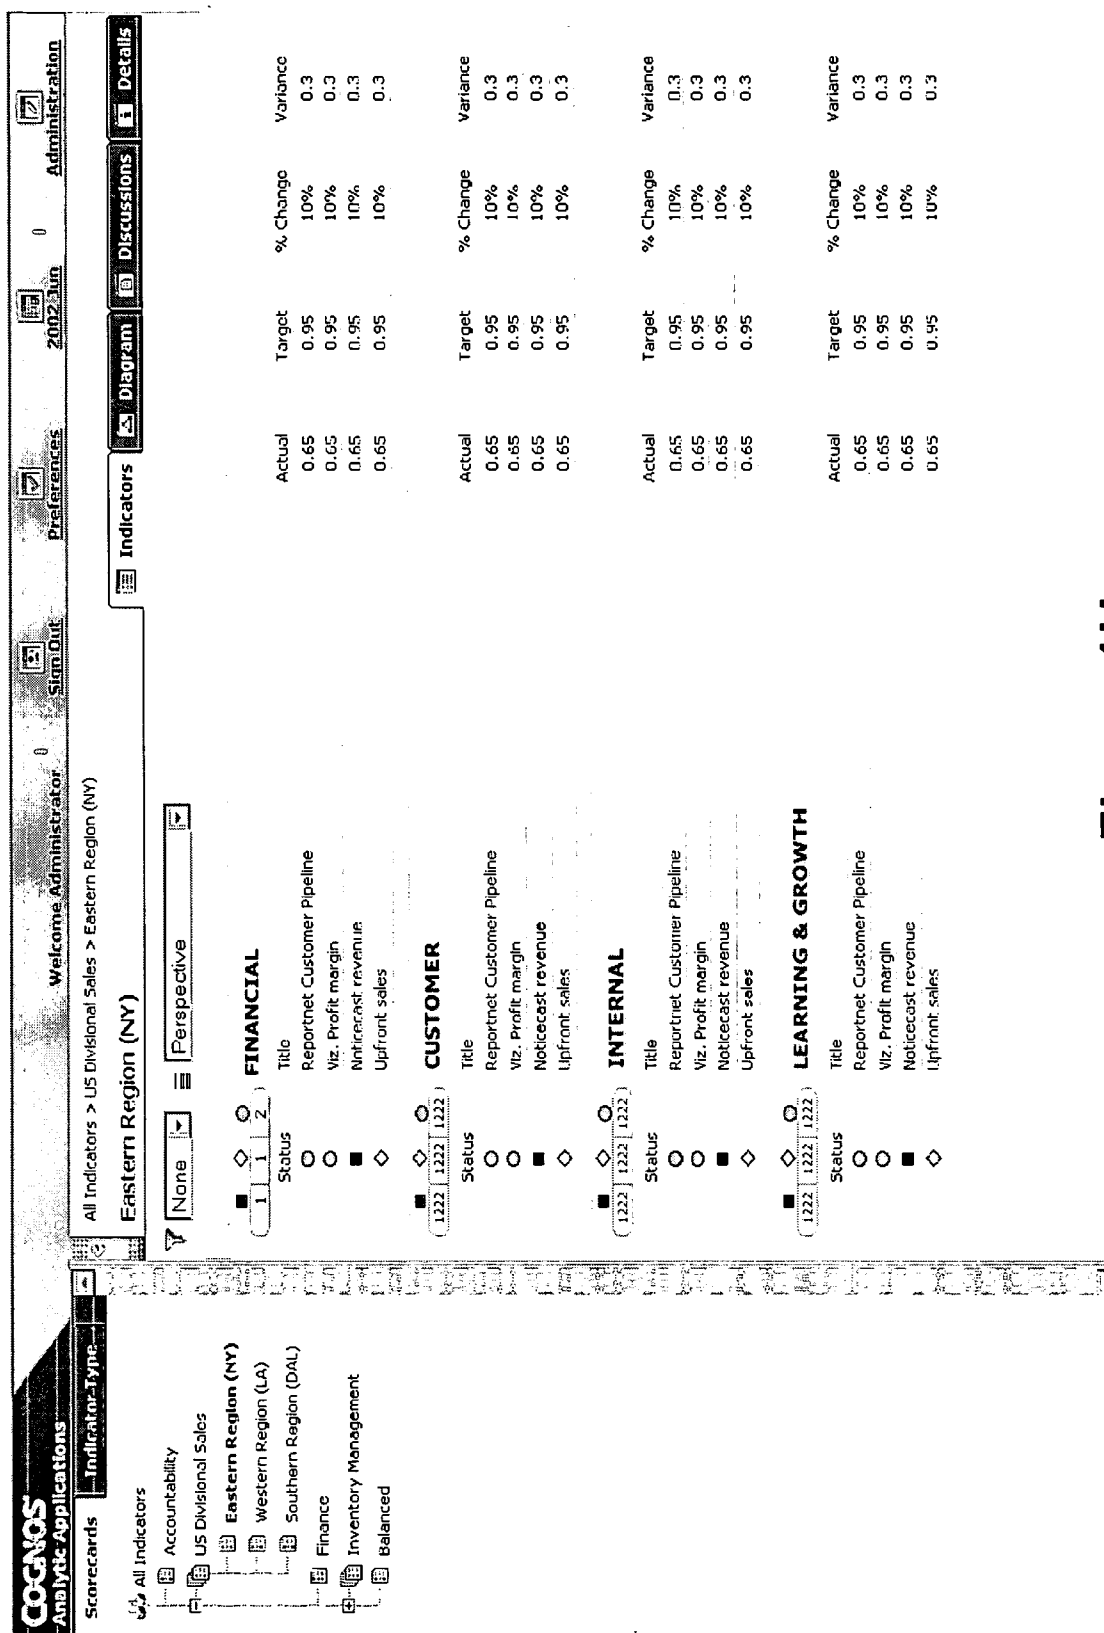 COGNOS
Analytic Applications
Welcome Administrator
Sign Out
Preferences
2002 Jun
Administration
Scorecards
Indicator Type
All Indicators
Accountability
US Divisional Sales
Eastern Region (NY)
Western Region (LA)
Southern Region (DAL)
Finance
Inventory Management
Balanced
All Indicators > US Divisional Sales > Eastern Region (NY)
Eastern Region (NY)
Indicators
Diagram
Discussions
Details
None
Perspective
1 1 2 FINANCIAL
Status Title Actual Target % Change Variance
Reportnet Customer Pipeline 0.65 0.95 10% 0.3
Viz. Profit margin 0.65 0.95 10% 0.3
Noticecast revenue 0.65 0.95 10% 0.3
Upfront sales 0.65 0.95 10% 0.3
1222 1222 1222 CUSTOMER
Status Title Actual Target % Change Variance
Reportnet Customer Pipeline 0.65 0.95 10% 0.3
Viz. Profit margin 0.65 0.95 10% 0.3
Noticecast revenue 0.65 0.95 10% 0.3
Upfront sales 0.65 0.95 10% 0.3
1222 1222 1222 INTERNAL
Status Title Actual Target % Change Variance
Reportnet Customer Pipeline 0.65 0.95 10% 0.3
Viz. Profit margin 0.65 0.95 10% 0.3
Noticecast revenue 0.65 0.95 10% 0.3
Upfront sales 0.65 0.95 10% 0.3
1222 1222 1222 LEARNING & GROWTH
Status Title Actual Target % Change Variance
Reportnet Customer Pipeline 0.65 0.95 10% 0.3
Viz. Profit margin 0.65 0.95 10% 0.3
Noticecast revenue 0.65 0.95 10% 0.3
Upfront sales 0.65 0.95 10% 0.3